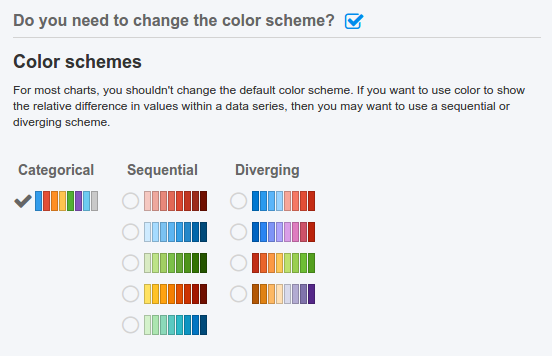 Do you need to change the color scheme?
Color schemes
For most charts, you shouldn't change the default color scheme. If you want to use color to show
the relative difference in values within a data series, then you may want to use a sequential or
diverging scheme.
Categorical Sequential Diverging